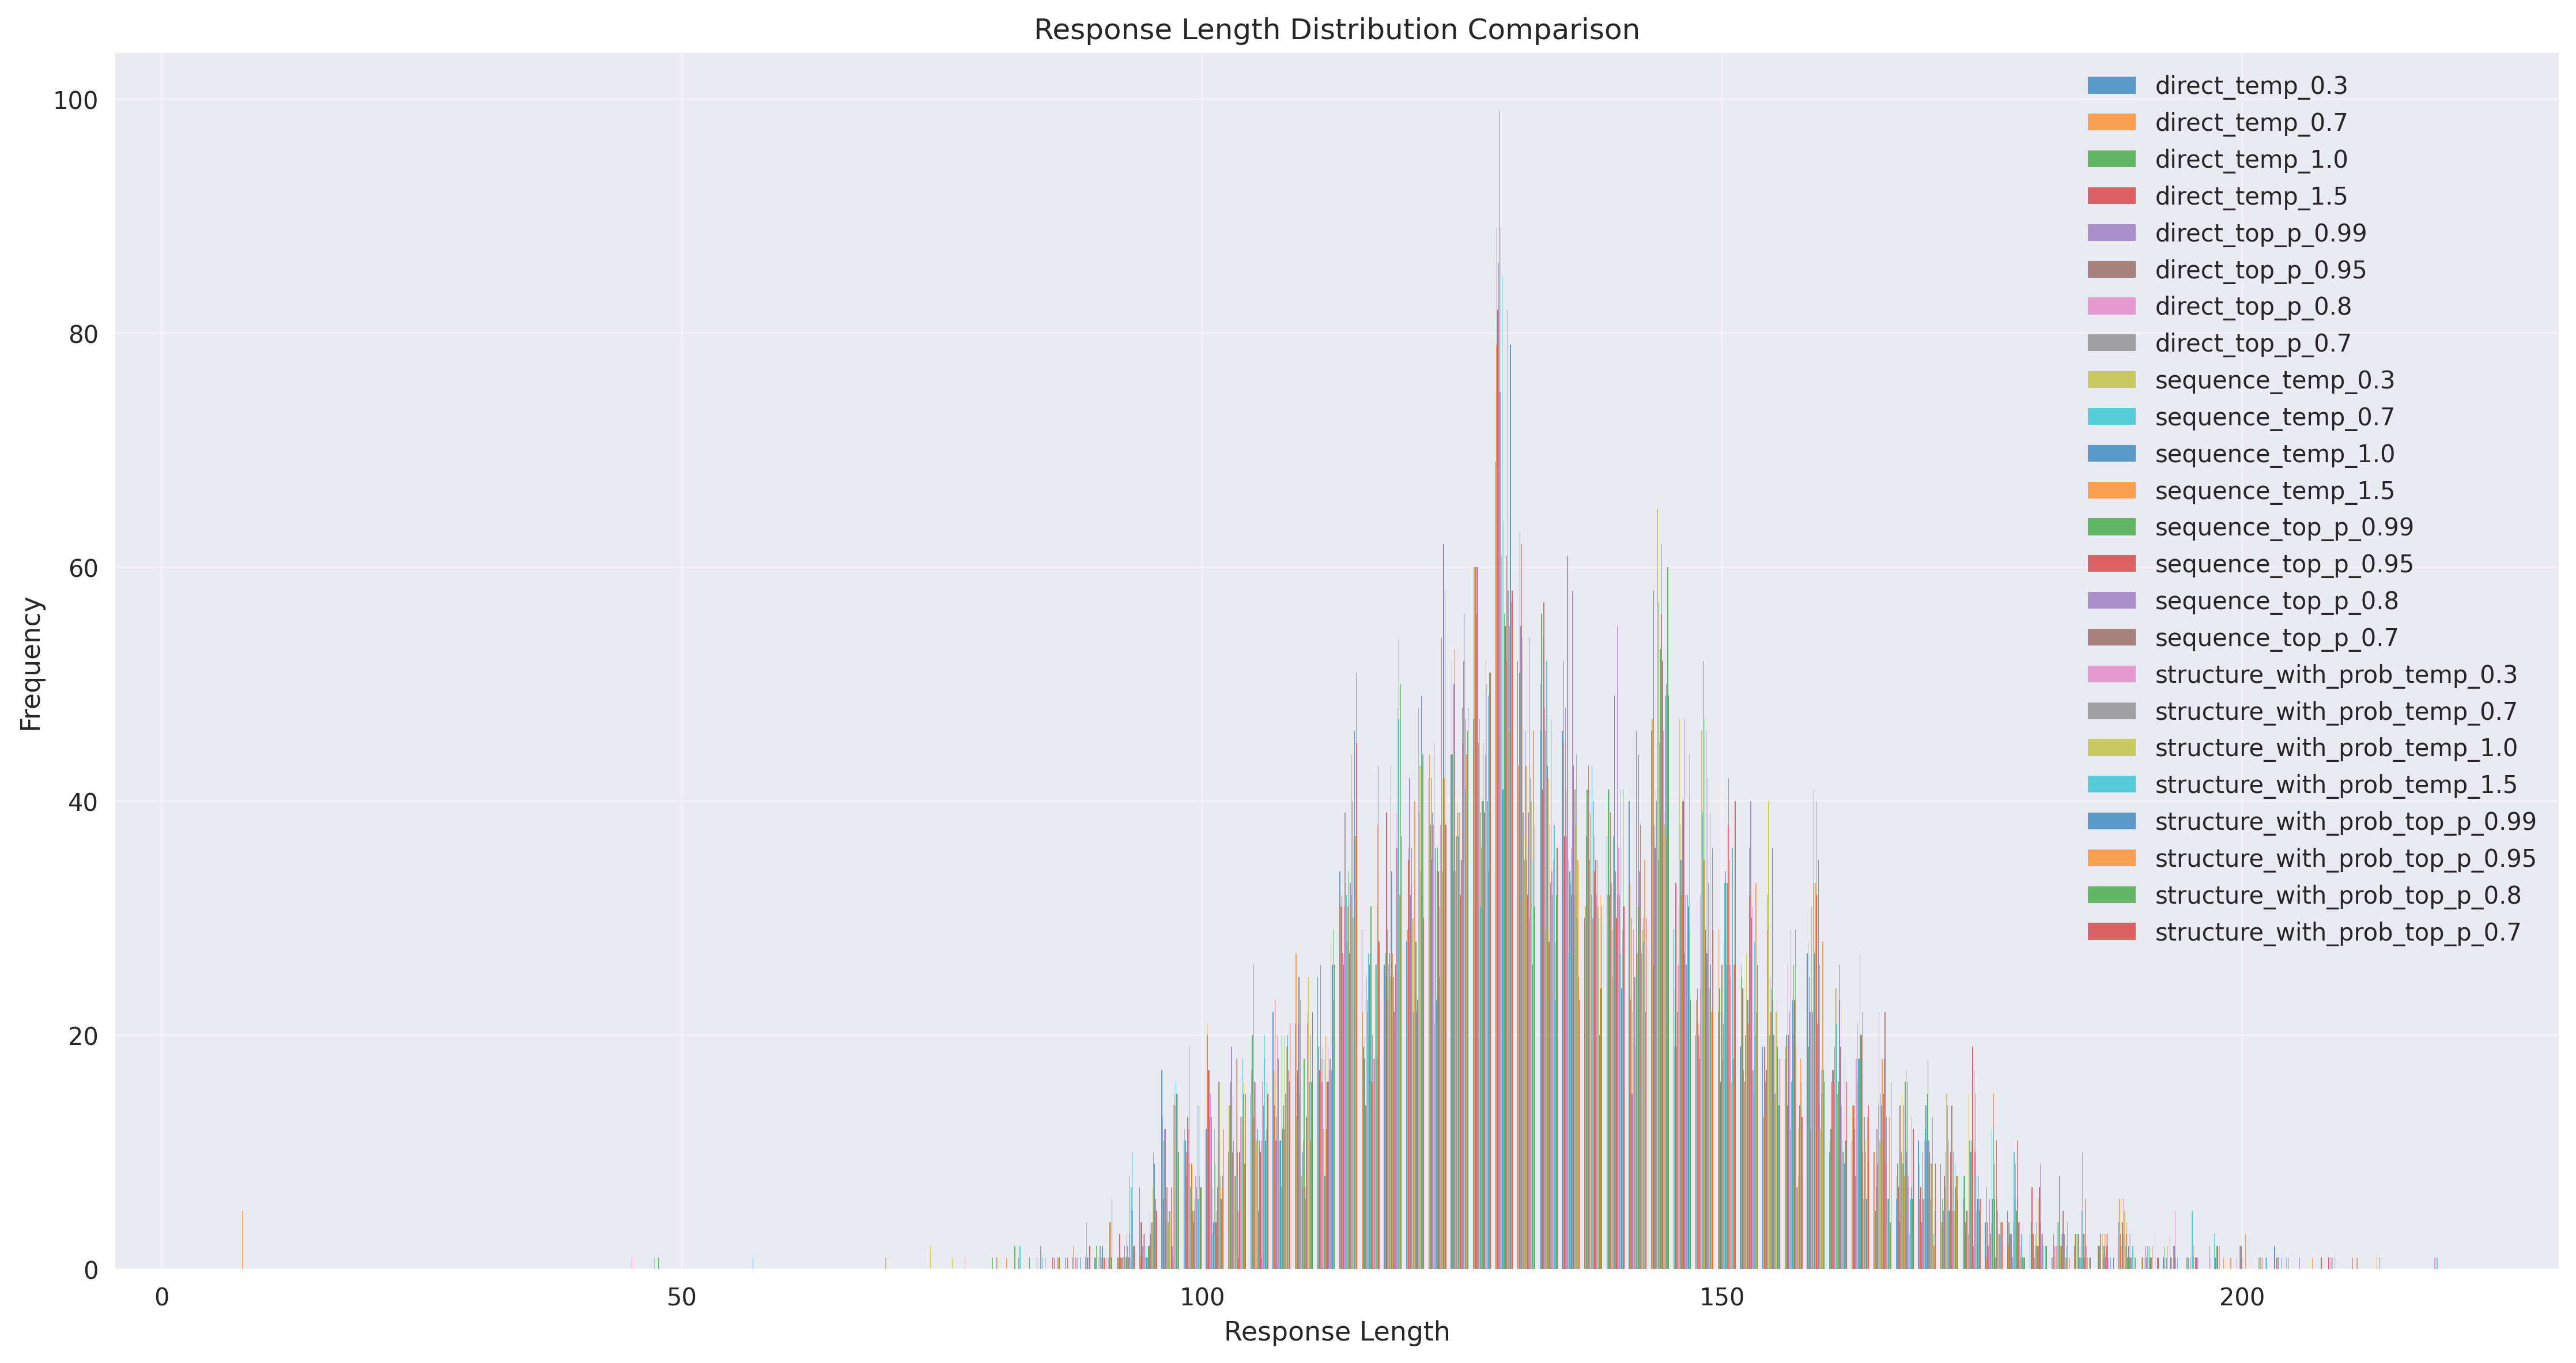 Response Length Distribution Comparison
100
80
60
40
20
0
Frequency
0
50
100
150
200
Response Length
direct_temp_0.3
direct_temp_0.7
direct_temp_1.0
direct_temp_1.5
direct_top_p_0.99
direct_top_p_0.95
direct_top_p_0.8
direct_top_p_0.7
sequence_temp_0.3
sequence_temp_0.7
sequence_temp_1.0
sequence_temp_1.5
sequence_top_p_0.99
sequence_top_p_0.95
sequence_top_p_0.8
sequence_top_p_0.7
structure_with_prob_temp_0.3
structure_with_prob_temp_0.7
structure_with_prob_temp_1.0
structure_with_prob_temp_1.5
structure_with_prob_top_p_0.99
structure_with_prob_top_p_0.95
structure_with_prob_top_p_0.8
structure_with_prob_top_p_0.7